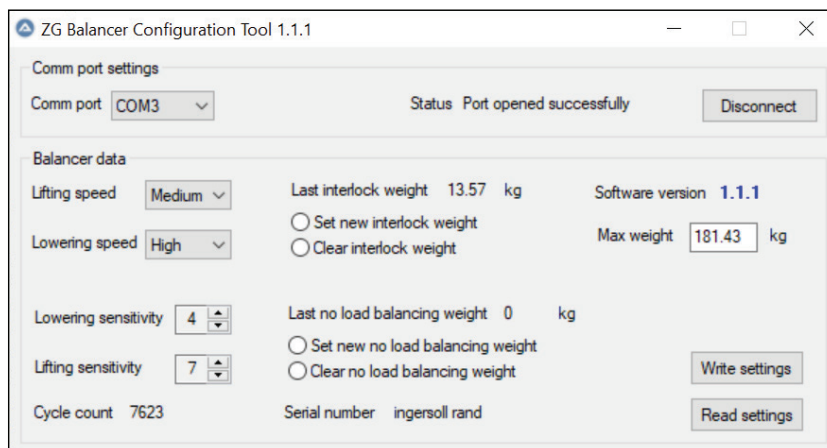 ZG Balancer Configuration Tool 1.1.1
Comm port settings
Comm port COM3 Status Port opened successfully Disconnect
Balancer data
Lifting speed Medium Last interlock weight 13.57 kg Software version 1.1.1
Set new interlock weight
Lowering speed High Clear interlock weight Max weight 181.43 kg
Lowering sensitivity 4 Last no load balancing weight 0 kg
Set new no load balancing weight
Lifting sensitivity 7 Clear no load balancing weight Write settings
Cycle count 7623 Serial number ingersoll rand Read settings